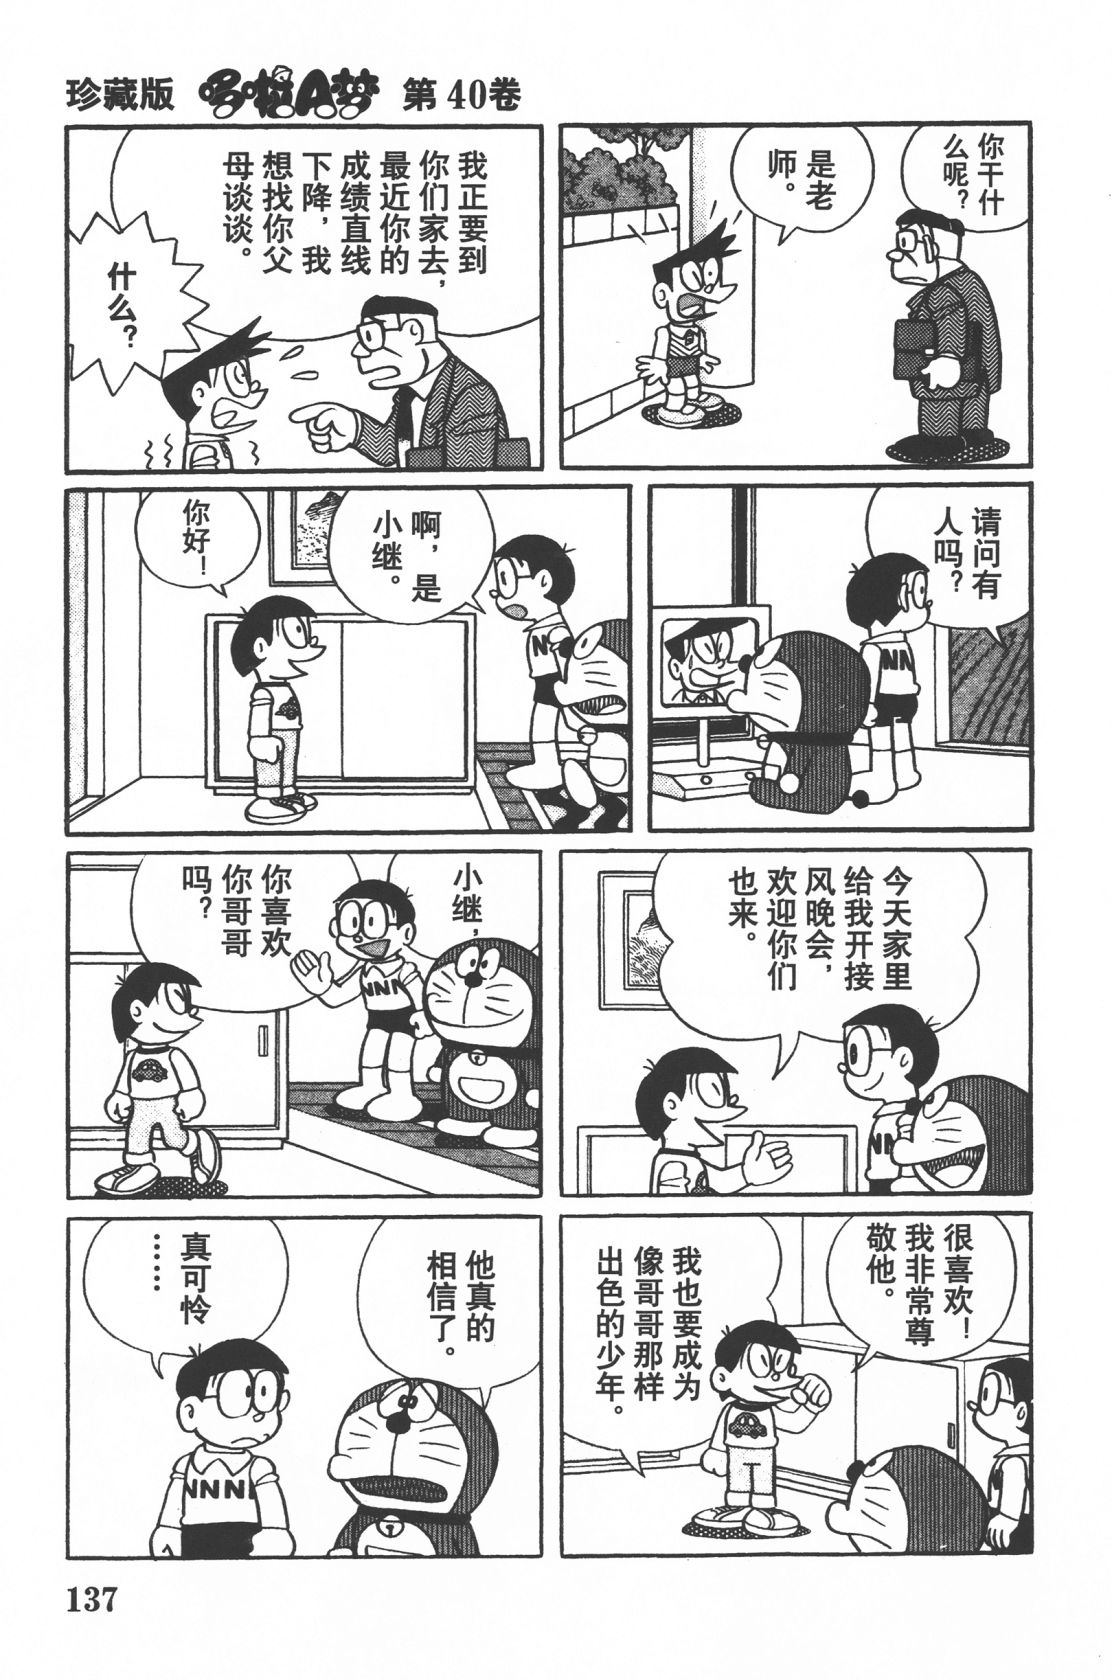 珍藏版 哆啦A梦 第40卷
你干什
么呢？
是老
师。
我正要到
你们家去，
最近你的
成绩直线
下降，我
想找你父
母谈谈。
什么？
请问有
人吗？
啊，是
小继。
你好！
今天家里
给我开接
风晚会，
欢迎你们
也来。
小继，
你喜欢
你哥哥
吗？
很喜欢！
我非常尊
敬他。
我也要成为
像哥哥那样
出色的少年。
他真的
相信了。
真可怜
……
137